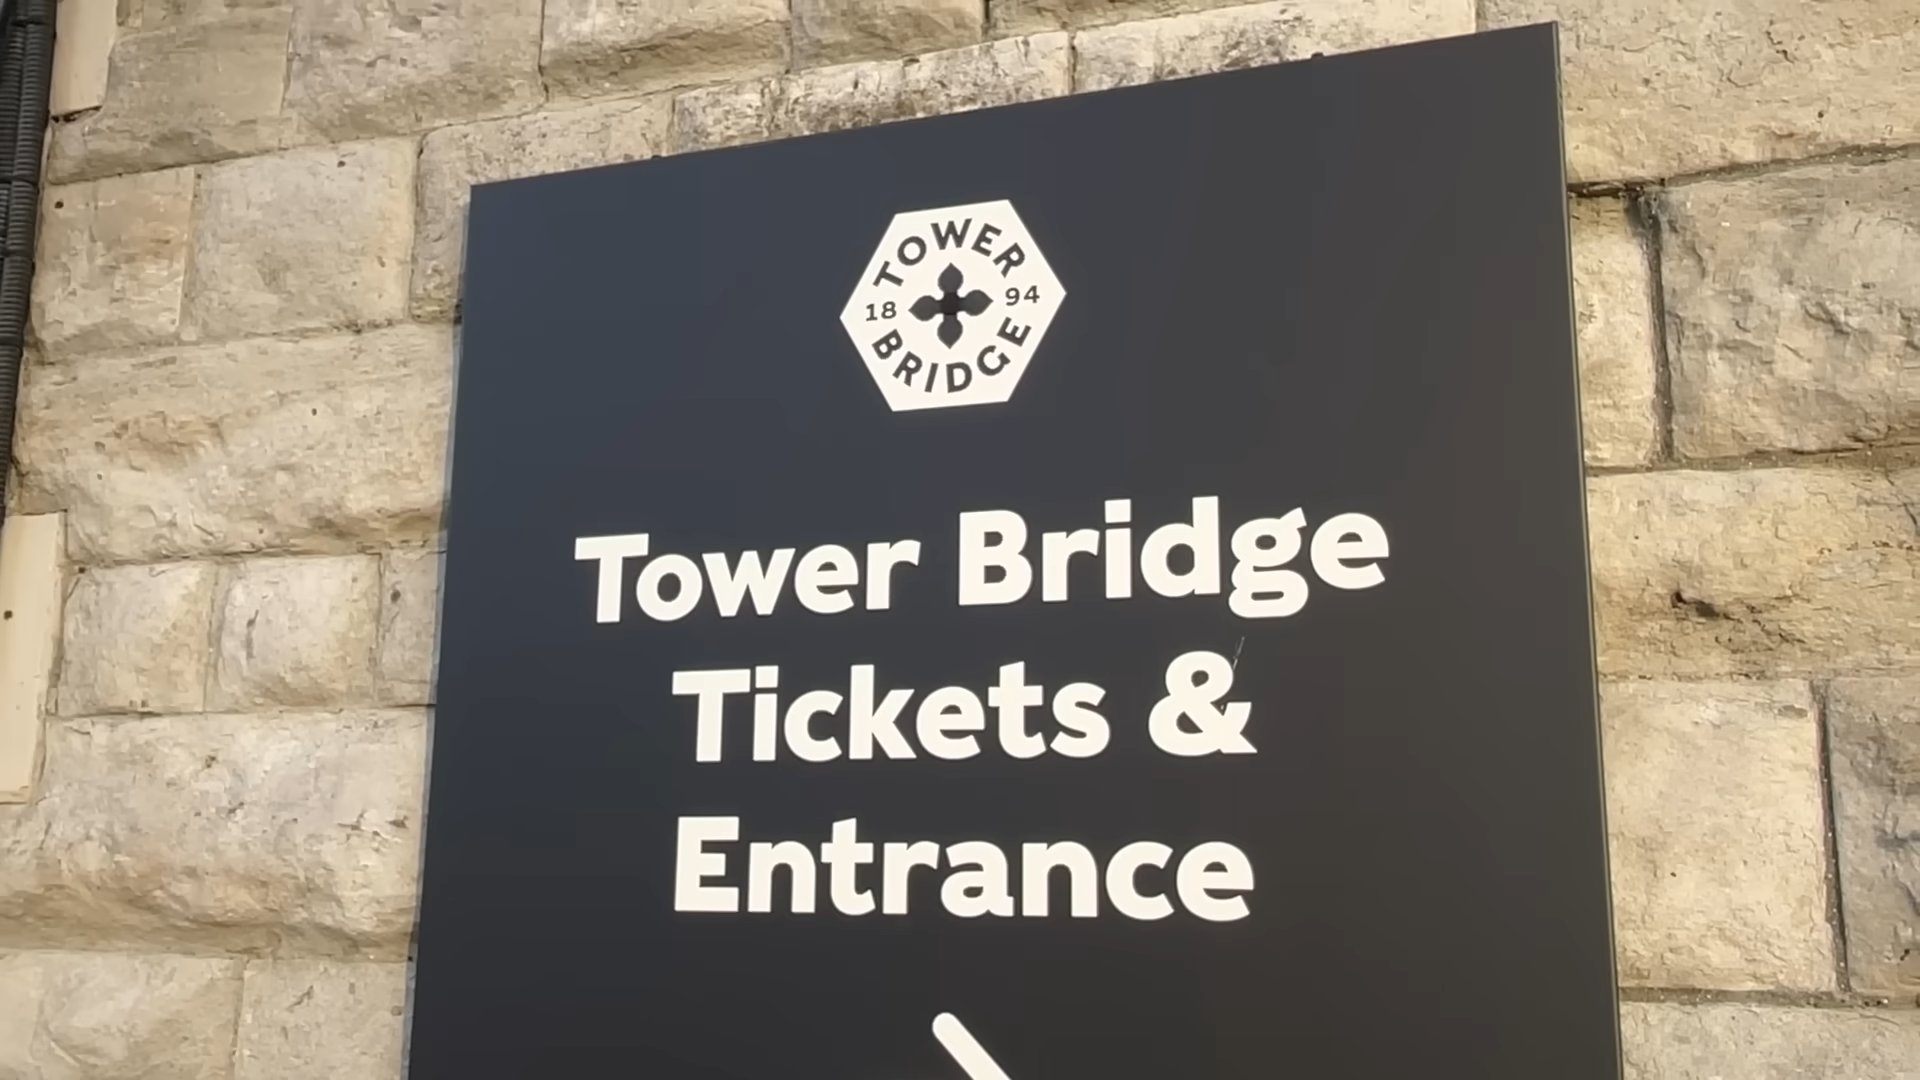 TOWER
18 94
BRIDGE
Tower Bridge
Tickets &
Entrance